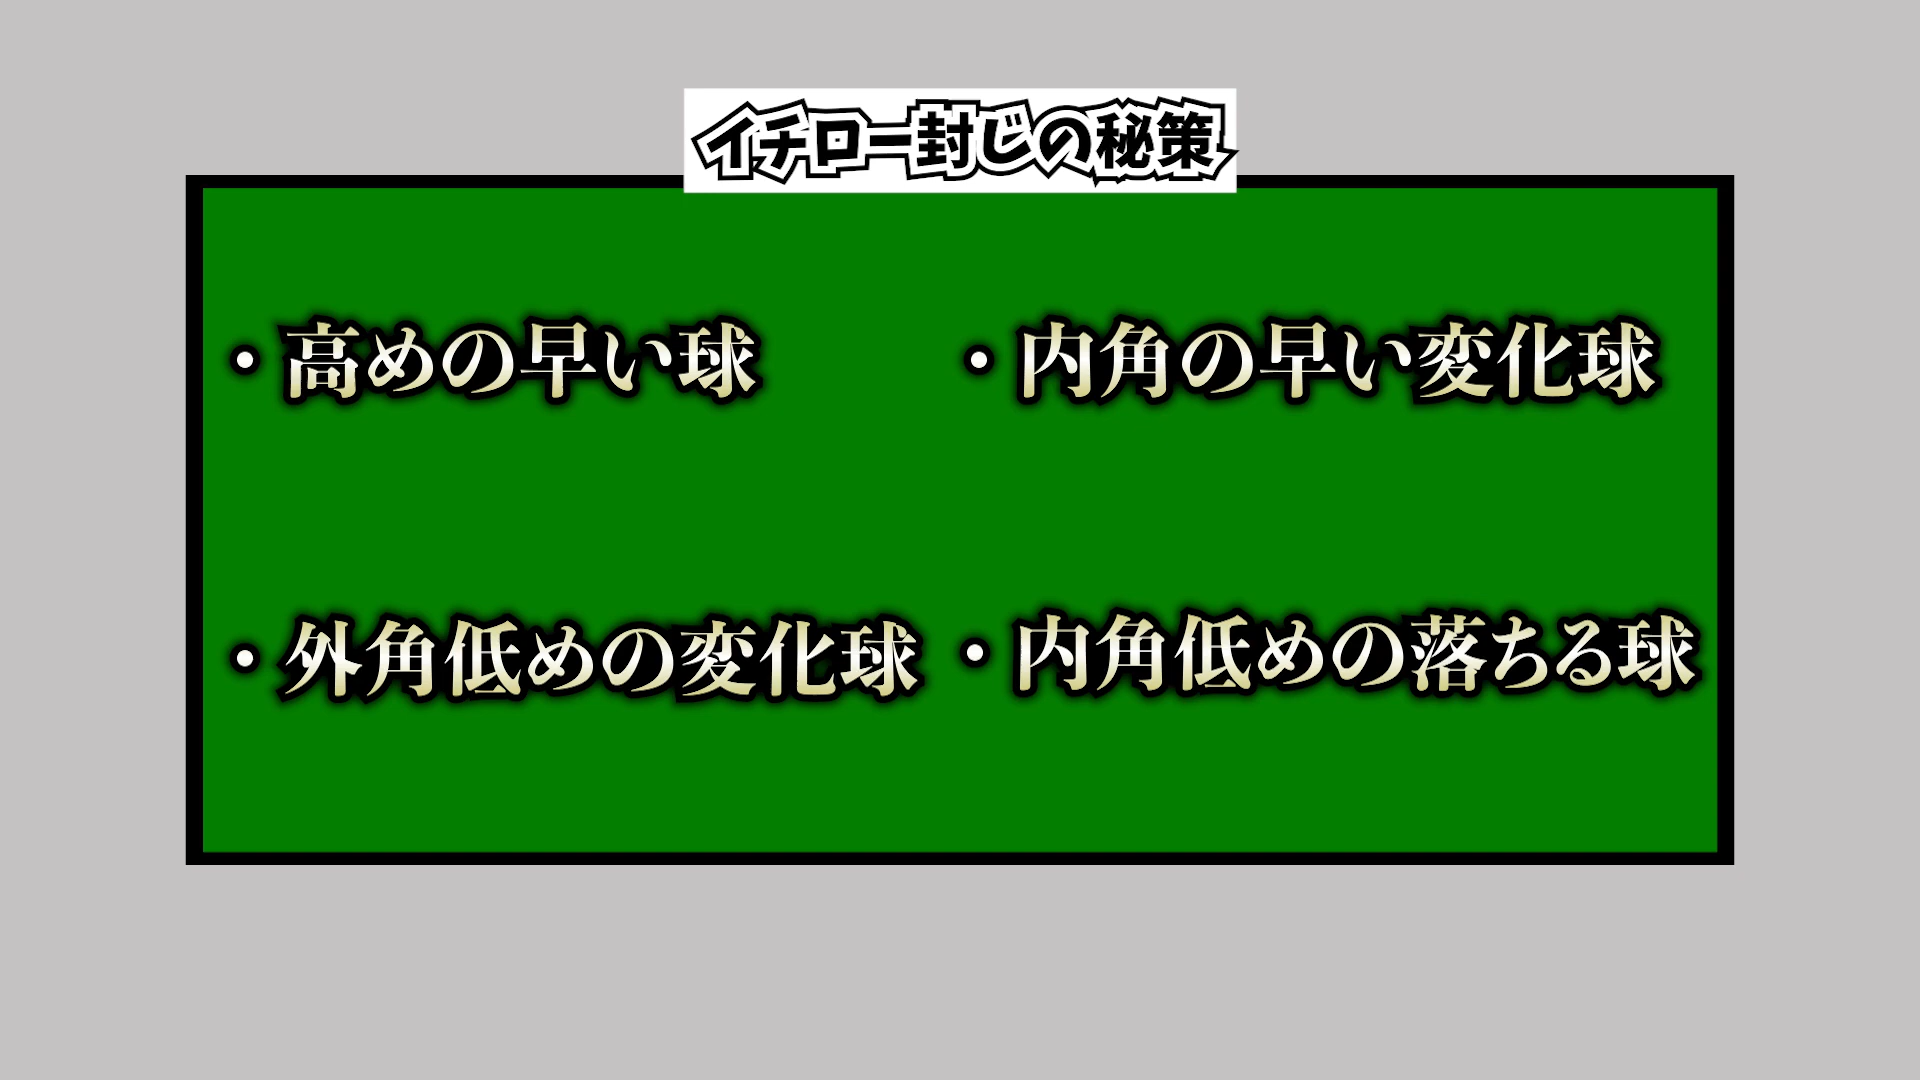 イチロー封じの秘策
・高めの早い球
・内角の早い変化球
・外角低めの変化球
・内角低めの落ちる球